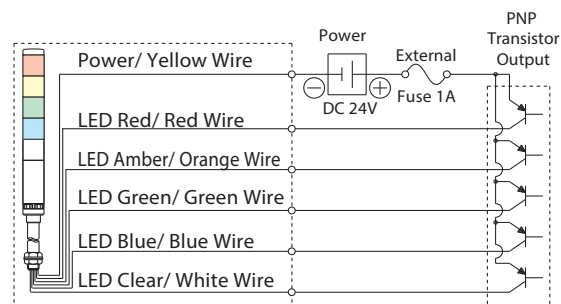 PNP
Transistor
Output
Power
External
Fuse 1A
DC 24V
Power/ Yellow Wire
LED Red/ Red Wire
LED Amber/ Orange Wire
LED Green/ Green Wire
LED Blue/ Blue Wire
LED Clear/ White Wire